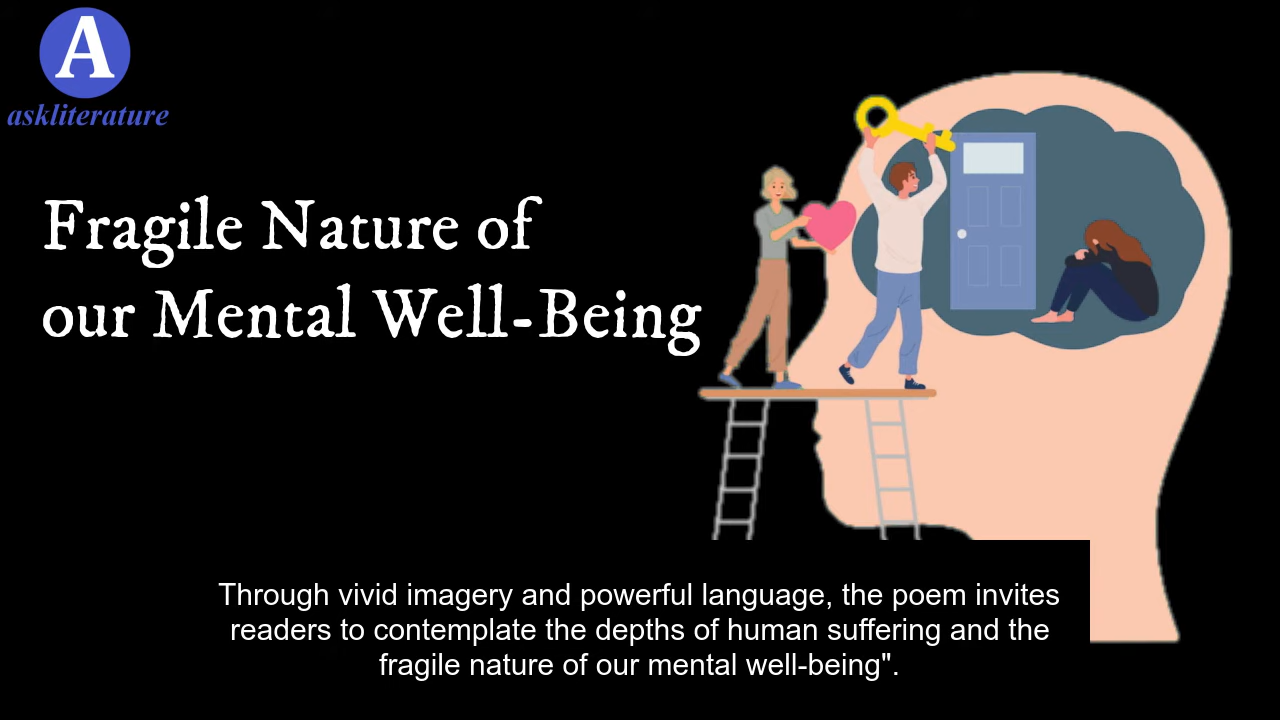 A
askliterature
Fragile Nature of
our Mental Well-Being
Through vivid imagery and powerful language, the poem invites
readers to contemplate the depths of human suffering and the
fragile nature of our mental well-being".